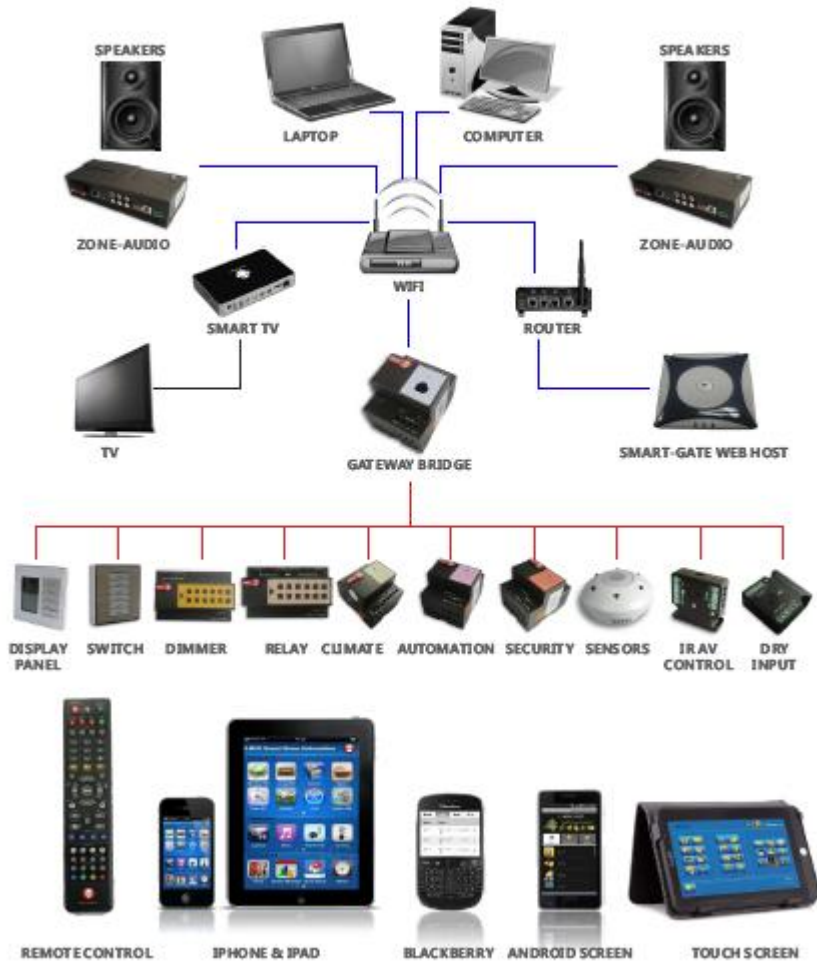 SPEAKERS
SPEAKERS
LAPTOP
COMPUTER
ZONE-AUDIO
ZONE-AUDIO
WIFI
SMART TV
ROUTER
TV
GATEWAY BRIDGE
SMART-GATE WEB HOST
DISPLAY
PANEL
SWITCH
DIMMER
RELAY
CLIMATE
AUTOMATION
SECURITY
SENSORS
IR AV
CONTROL
DRY
INPUT
REMOTE CONTROL
IPHONE & IPAD
BLACKBERRY
ANDROID SCREEN
TOUCH SCREEN